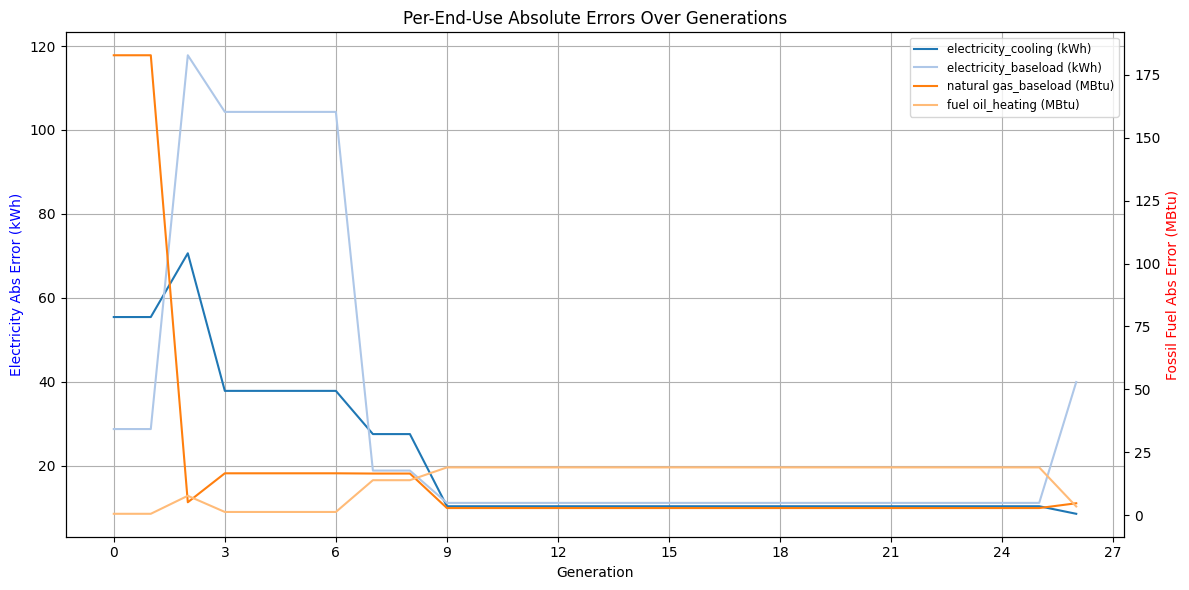 Per-End-Use Absolute Errors Over Generations
electricity_cooling (kWh)
electricity_baseload (kWh)
natural gas_baseload (MBtu)
fuel oil_heating (MBtu)
Electricity Abs Error (kWh)
120
100
80
60
40
20
175
150
125
100
75
50
25
0
Fossil Fuel Abs Error (MBtu)
0 3 6 9 12 15 18 21 24 27
Generation